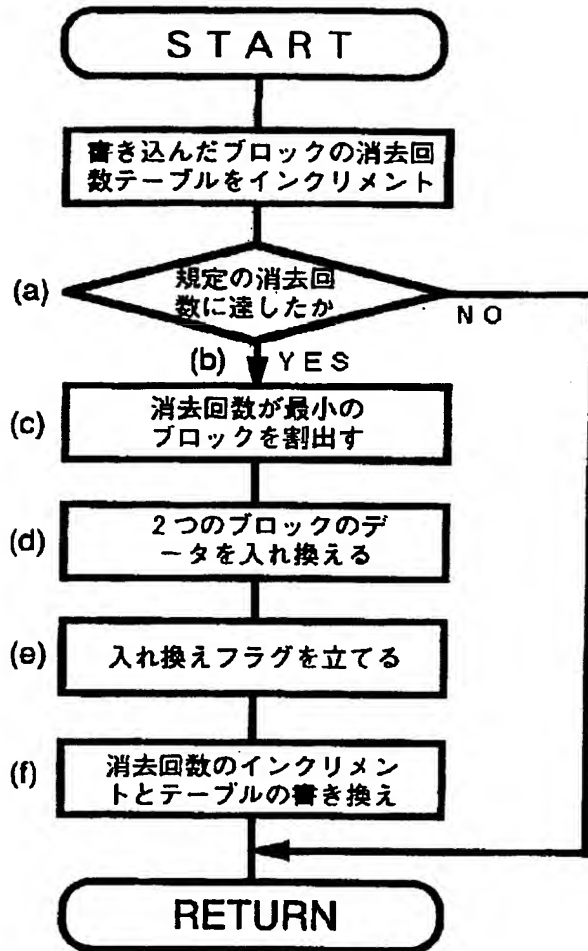 START
書き込んだブロックの消去回
数テーブルをインクリメント
(a)
規定の消去回
数に達したか
NO
(b)
YES
(c)
消去回数が最小の
ブロックを割出す
(d)
2つのブロックのデ
ータを入れ換える
(e)
入れ換えフラグを立てる
(f)
消去回数のインクリメン
トとテーブルの書き換え
RETURN